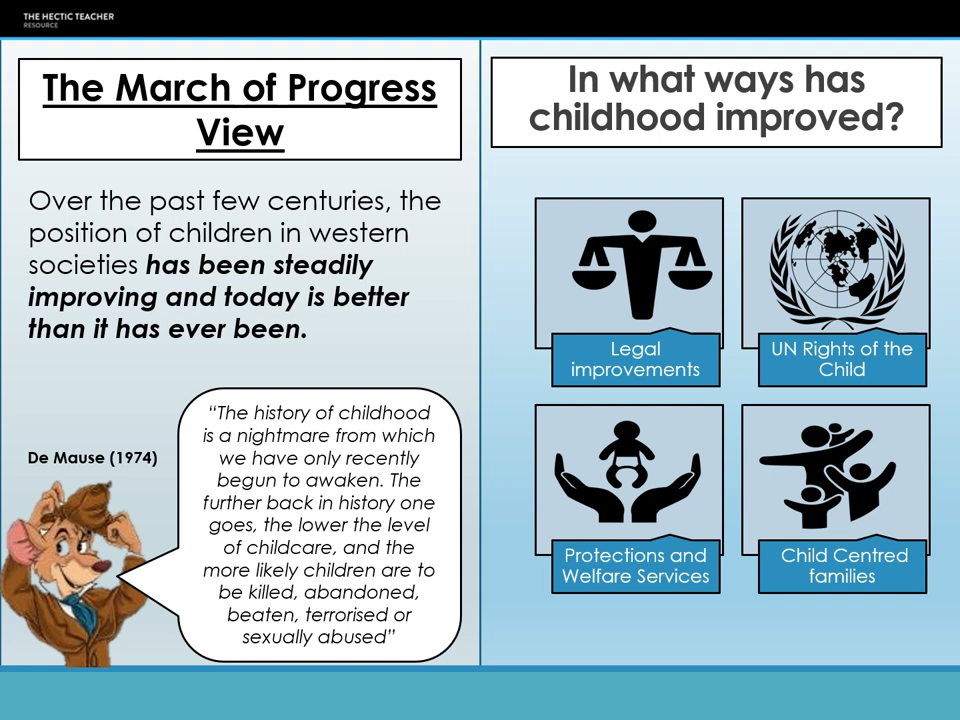 THE HECTIC TEACHER
RESOURCE
The March of Progress
View
Over the past few centuries, the
position of children in western
societies has been steadily
improving and today is better
than it has ever been.
De Mause (1974)
“The history of childhood
is a nightmare from which
we have only recently
begun to awaken. The
further back in history one
goes, the lower the level
of childcare, and the
more likely children are to
be killed, abandoned,
beaten, terrorised or
sexually abused”
In what ways has
childhood improved?
Legal
improvements
UN Rights of the
Child
Protections and
Welfare Services
Child Centred
families